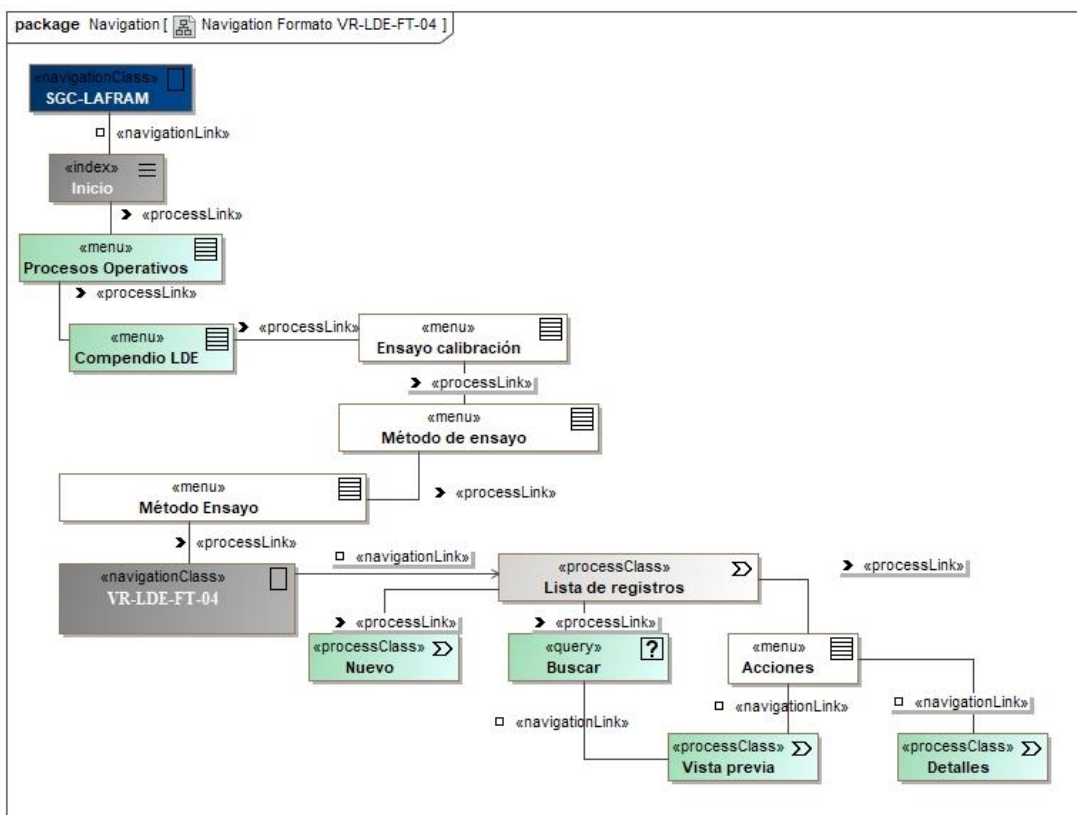 package Navigation [ Navigation Formato VR-LDE-FT-04 ]
«navigationClass»
SGC-LAFRAM
«navigationLink»
«index»
Inicio
«processLink»
«menu»
Procesos Operativos
«processLink»
«menu»
Compendio LDE
«processLink»
«menu»
Ensayo calibración
«processLink»
«menu»
Método de ensayo
«processLink»
«menu»
Método Ensayo
«processLink»
«navigationClass»
VR-LDE-FT-04
«navigationLink»
«processClass»
Lista de registros
«processLink»
«processLink»
«processLink»
«processClass»
Nuevo
«query»
?
Buscar
«menu»
Acciones
«navigationLink»
«navigationLink»
«navigationLink»
«processClass»
Vista previa
«processClass»
Detalles